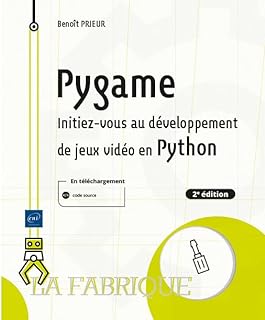 Benoît PRIEUR
Pygame
Initiez-vous au développement
de jeux vidéo en Python
En téléchargement
code source
2e édition
eni
LA FABRIQUE